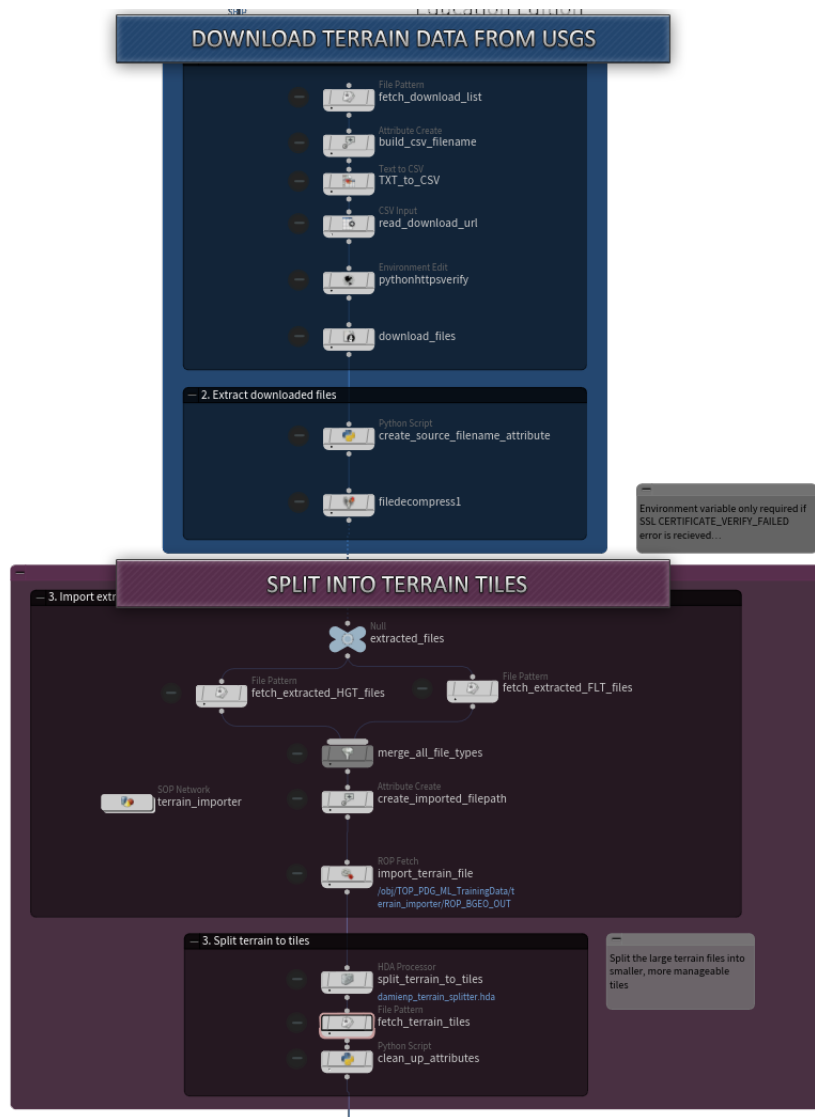 Education Edition
DOWNLOAD TERRAIN DATA FROM USGS
File Pattern
fetch_download_list
Attribute Create
build_csv_filename
Text to CSV
TXT_to_CSV
CSV Input
read_download_url
Environment Edit
pythonhttpsverify
download_files
2. Extract downloaded files
Python Script
create_source_filename_attribute
filedecompress1
Environment variable only required if
SSL CERTIFICATE_VERIFY_FAILED
error is recieved...
SPLIT INTO TERRAIN TILES
3. Import extr
Null
extracted_files
File Pattern
fetch_extracted_HGT_files
File Pattern
fetch_extracted_FLT_files
merge_all_file_types
SOP Network
terrain_importer
Attribute Create
create_imported_filepath
ROP Fetch
import_terrain_file
/obj/TOP_PDG_ML_TrainingData/t
errain_importer/ROP_BGEO_OUT
3. Split terrain to tiles
HDA Processor
split_terrain_to_tiles
damienp_terrain_splitter.hda
File Pattern
fetch_terrain_tiles
Python Script
clean_up_attributes
Split the large terrain files into
smaller, more manageable
tiles